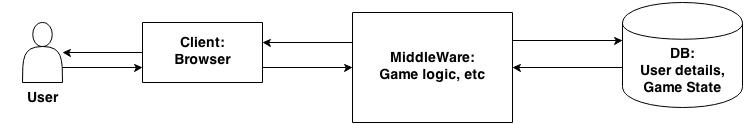 User
Client:
Browser
MiddleWare:
Game logic, etc
DB:
User details,
Game State